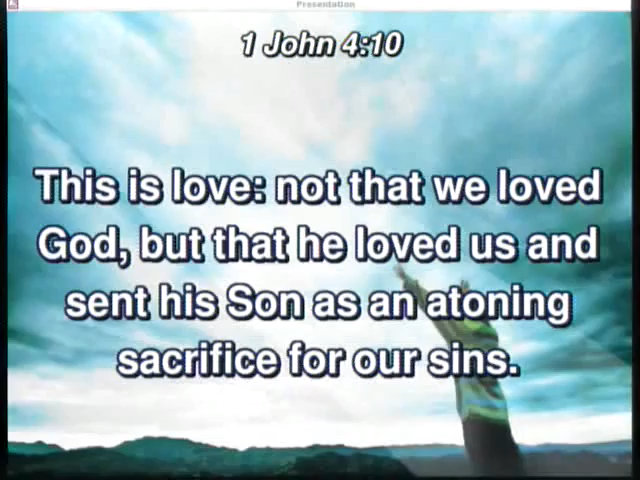 Presentation
1 John 4:10
This is love: not that we loved
God, but that he loved us and
sent his Son as an atoning
sacrifice for our sins.